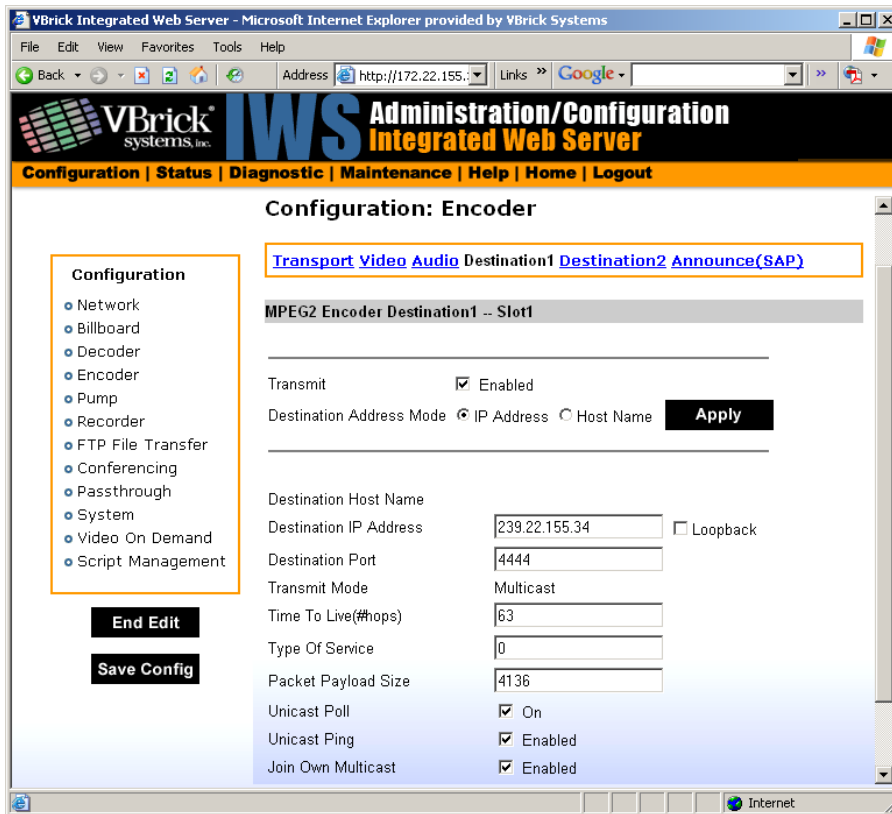 VBrick Integrated Web Server - Microsoft Internet Explorer provided by VBrick Systems
File Edit View Favorites Tools Help
Back Address http://172.22.155.: Links » Google » 
VBrick systems, inc. IWS Administration/Configuration
Integrated Web Server
Configuration | Status | Diagnostic | Maintenance | Help | Home | Logout
Configuration: Encoder
Transport Video Audio Destination1 Destination2 Announce(SAP)
Configuration
Network
Billboard
Decoder
Encoder
Pump
Recorder
FTP File Transfer
Conferencing
Passthrough
System
Video On Demand
Script Management
End Edit
Save Config
MPEG2 Encoder Destination1 -- Slot1
Transmit Enabled
Destination Address Mode IP Address Host Name Apply
Destination Host Name
Destination IP Address 239.22.155.34 Loopback
Destination Port 4444
Transmit Mode Multicast
Time To Live(#hops) 63
Type Of Service 0
Packet Payload Size 4136
Unicast Poll On
Unicast Ping Enabled
Join Own Multicast Enabled
Internet